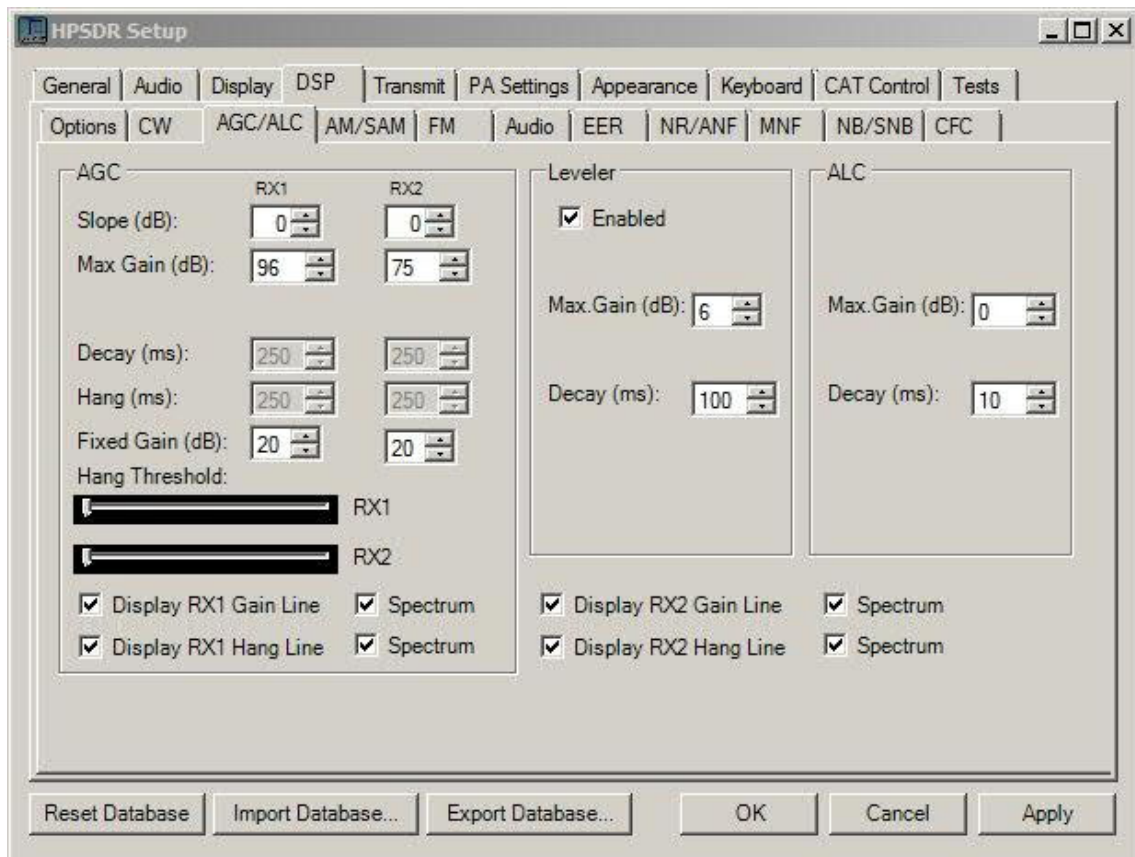 HPSDR Setup
General Audio Display DSP Transmit PA Settings Appearance Keyboard CAT Control Tests
Options CW AGC/ALC AM/SAM FM Audio EER NR/ANF MNF NB/SNB CFC
AGC
RX1 RX2
Slope (dB): 0 0
Max Gain (dB): 96 75
Decay (ms): 250 250
Hang (ms): 250 250
Fixed Gain (dB): 20 20
Hang Threshold:
RX1
RX2
Display RX1 Gain Line Spectrum
Display RX1 Hang Line Spectrum
Leveler
Enabled
Max.Gain (dB): 6
Decay (ms): 100
ALC
Max.Gain (dB): 0
Decay (ms): 10
Display RX2 Gain Line Spectrum
Display RX2 Hang Line Spectrum
Reset Database Import Database... Export Database... OK Cancel Apply